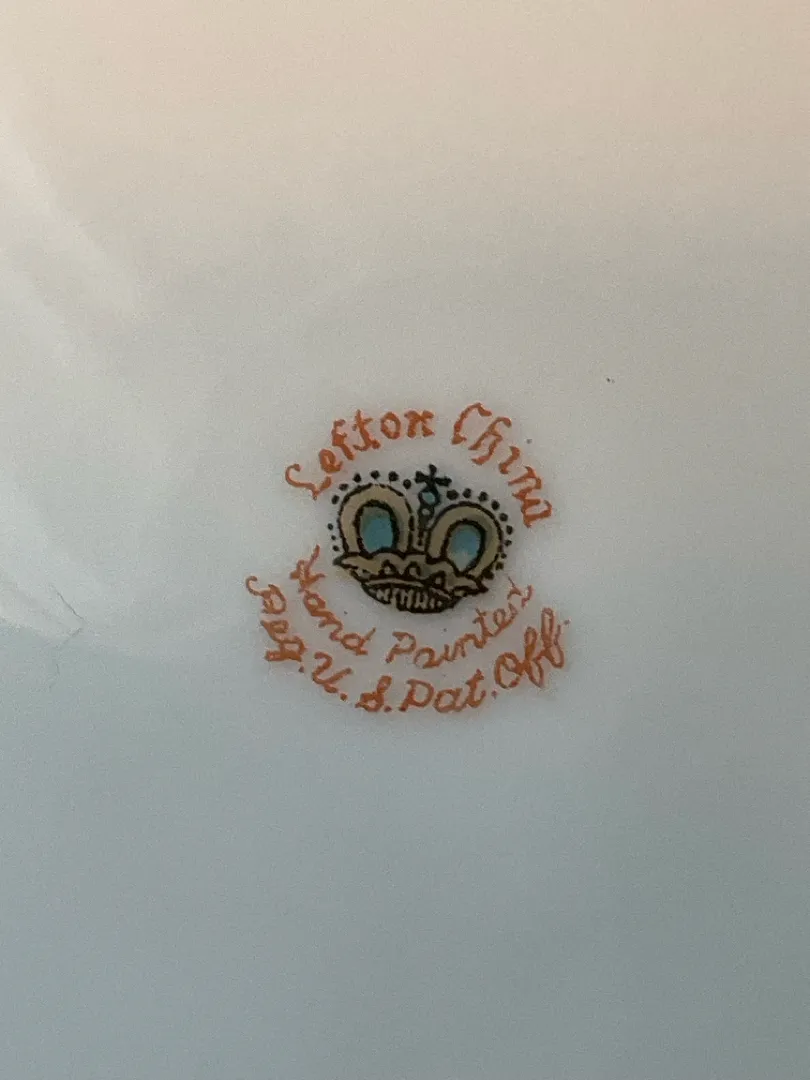 Lefton China
Hand Painted
Reg. U. S. Pat. Off.